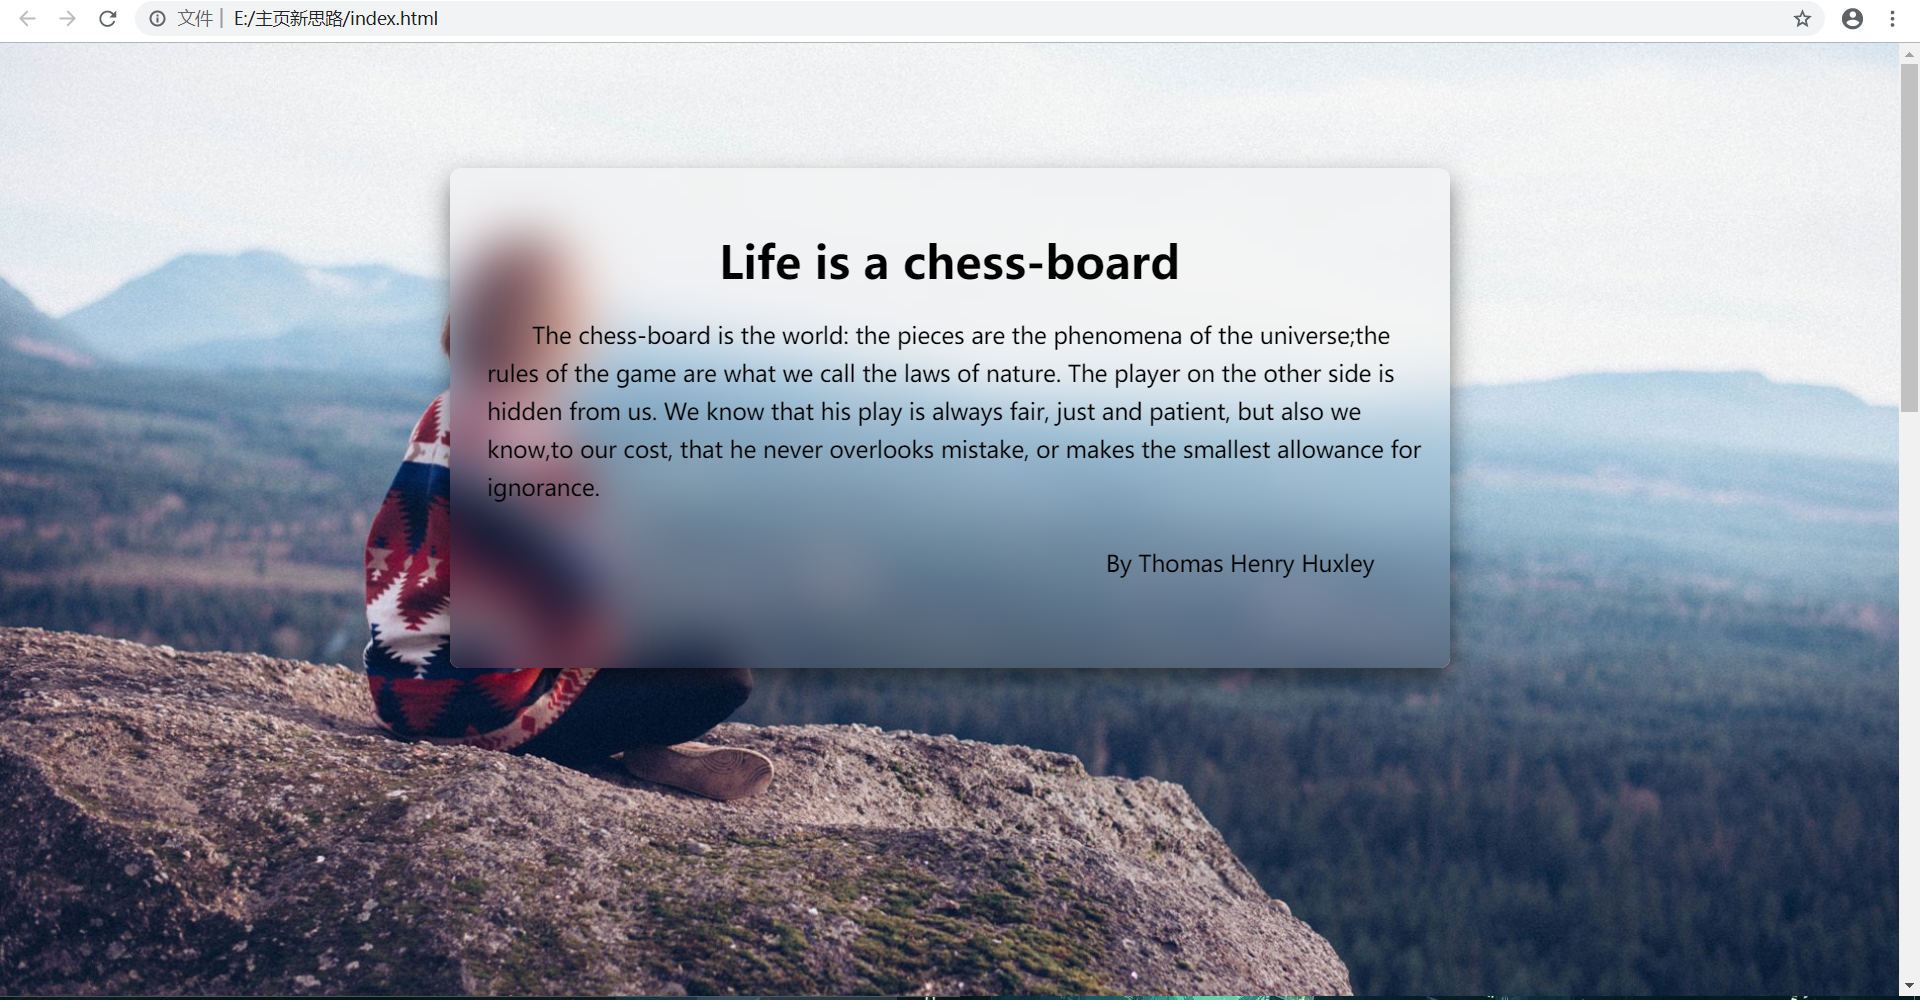 文件 | E:/主页新思路/index.html
Life is a chess-board
The chess-board is the world: the pieces are the phenomena of the universe;the
rules of the game are what we call the laws of nature. The player on the other side is
hidden from us. We know that his play is always fair, just and patient, but also we
know,to our cost, that he never overlooks mistake, or makes the smallest allowance for
ignorance.
By Thomas Henry Huxley